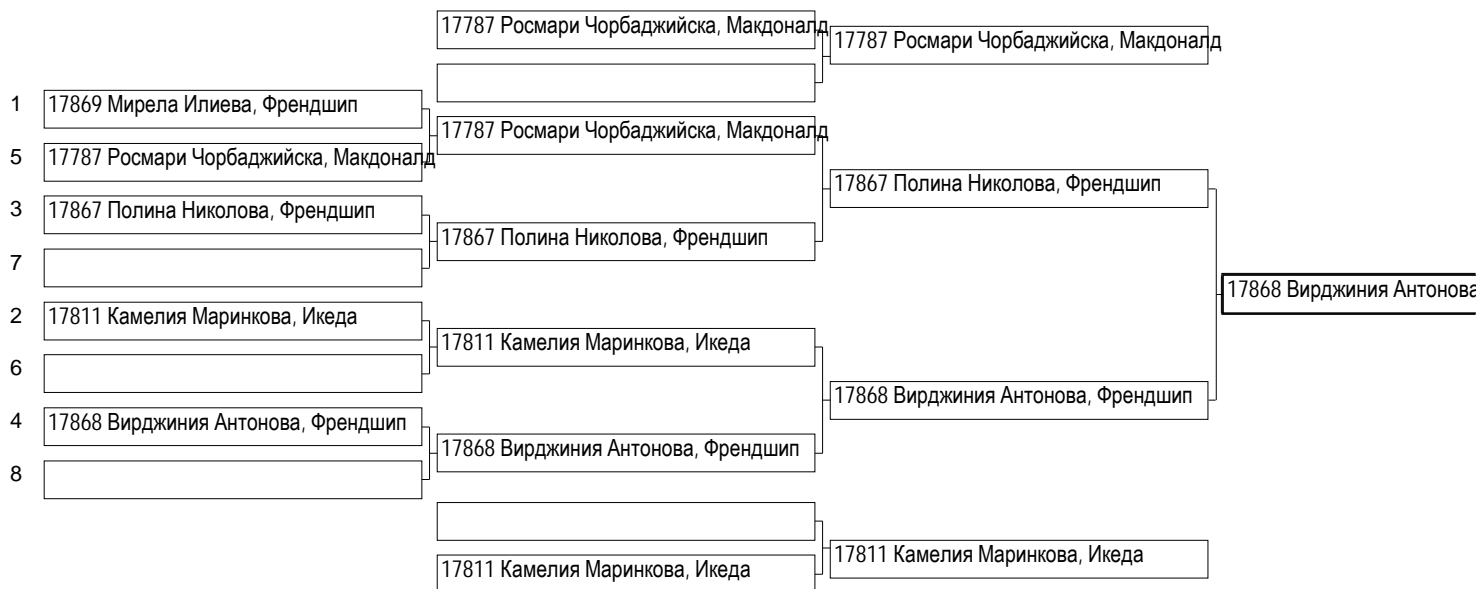 17787 Росмари Чорбаджийска, Макдоналд
17787 Росмари Чорбаджийска, Макдоналд
1 17869 Мирела Илиева, Френдшип
17787 Росмари Чорбаджийска, Макдоналд
5 17787 Росмари Чорбаджийска, Макдоналд
17867 Полина Николова, Френдшип
3 17867 Полина Николова, Френдшип
17867 Полина Николова, Френдшип
7
17868 Вирджиния Антонова
2 17811 Камелия Маринкова, Икеда
17811 Камелия Маринкова, Икеда
6
17868 Вирджиния Антонова, Френдшип
4 17868 Вирджиния Антонова, Френдшип
17868 Вирджиния Антонова, Френдшип
8
17811 Камелия Маринкова, Икеда
17811 Камелия Маринкова, Икеда